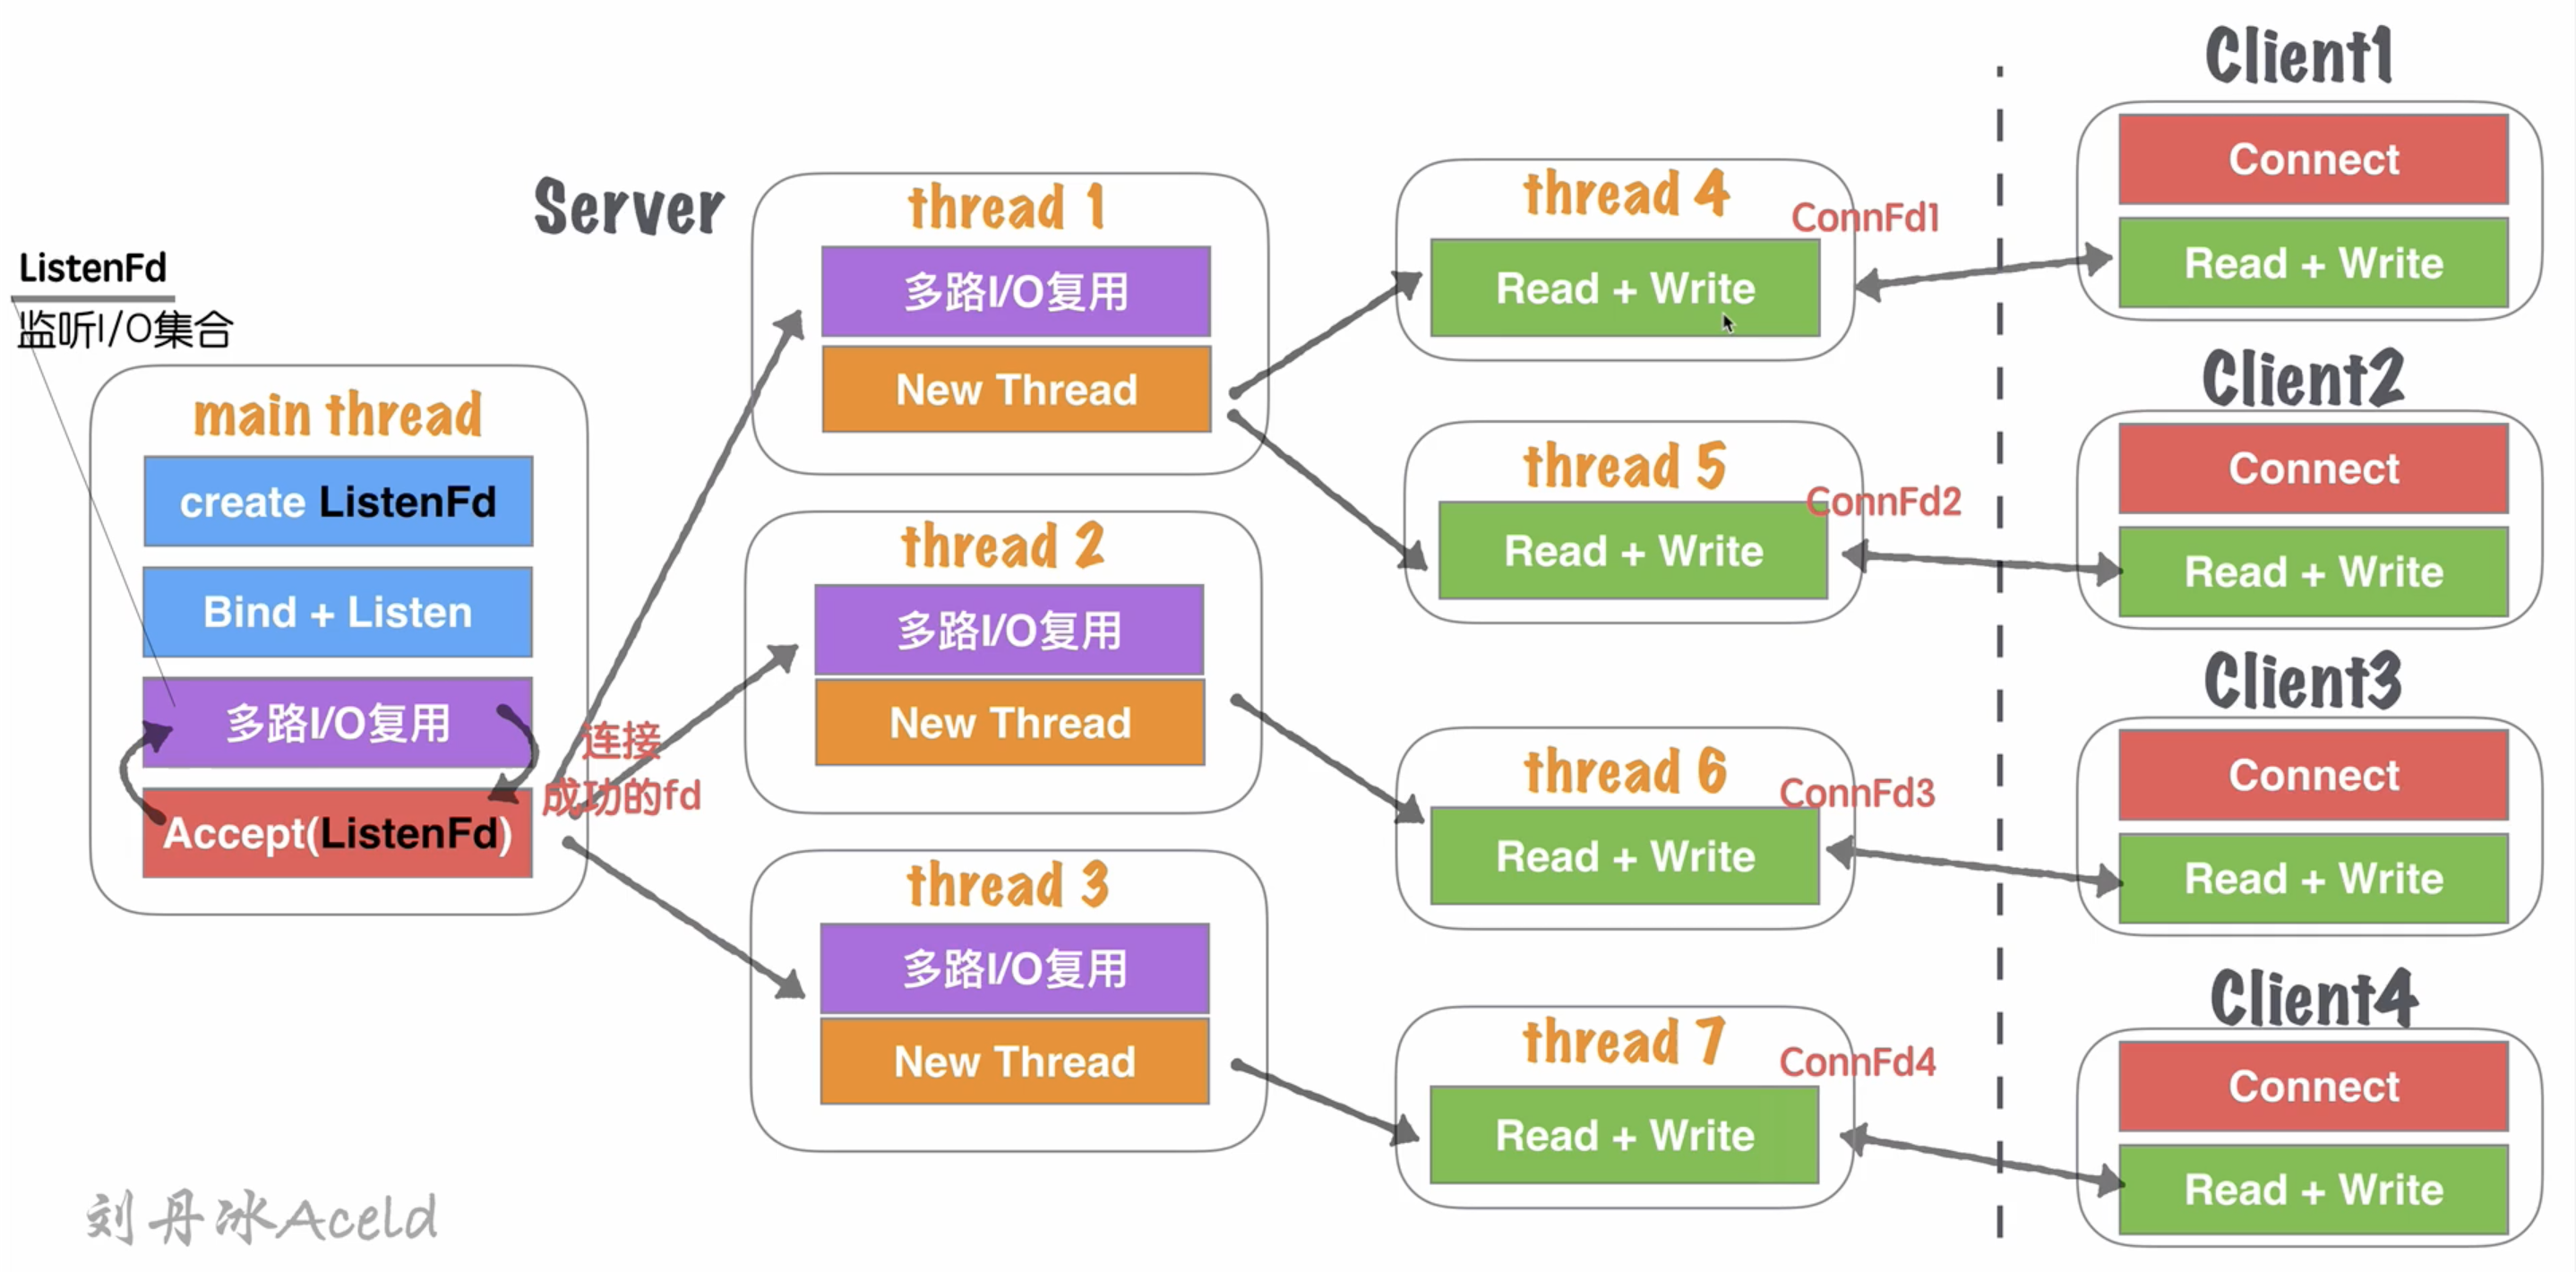 Server
ListenFd
监听I/O集合
main thread
create ListenFd
Bind + Listen
多路I/O复用
Accept(ListenFd)
连接
成功的fd
thread 1
多路I/O复用
New Thread
thread 2
多路I/O复用
New Thread
thread 3
多路I/O复用
New Thread
thread 4
Read + Write
ConnFd1
thread 5
Read + Write
ConnFd2
thread 6
Read + Write
ConnFd3
thread 7
Read + Write
ConnFd4
Client1
Connect
Read + Write
Client2
Connect
Read + Write
Client3
Connect
Read + Write
Client4
Connect
Read + Write
刘丹冰Aceld